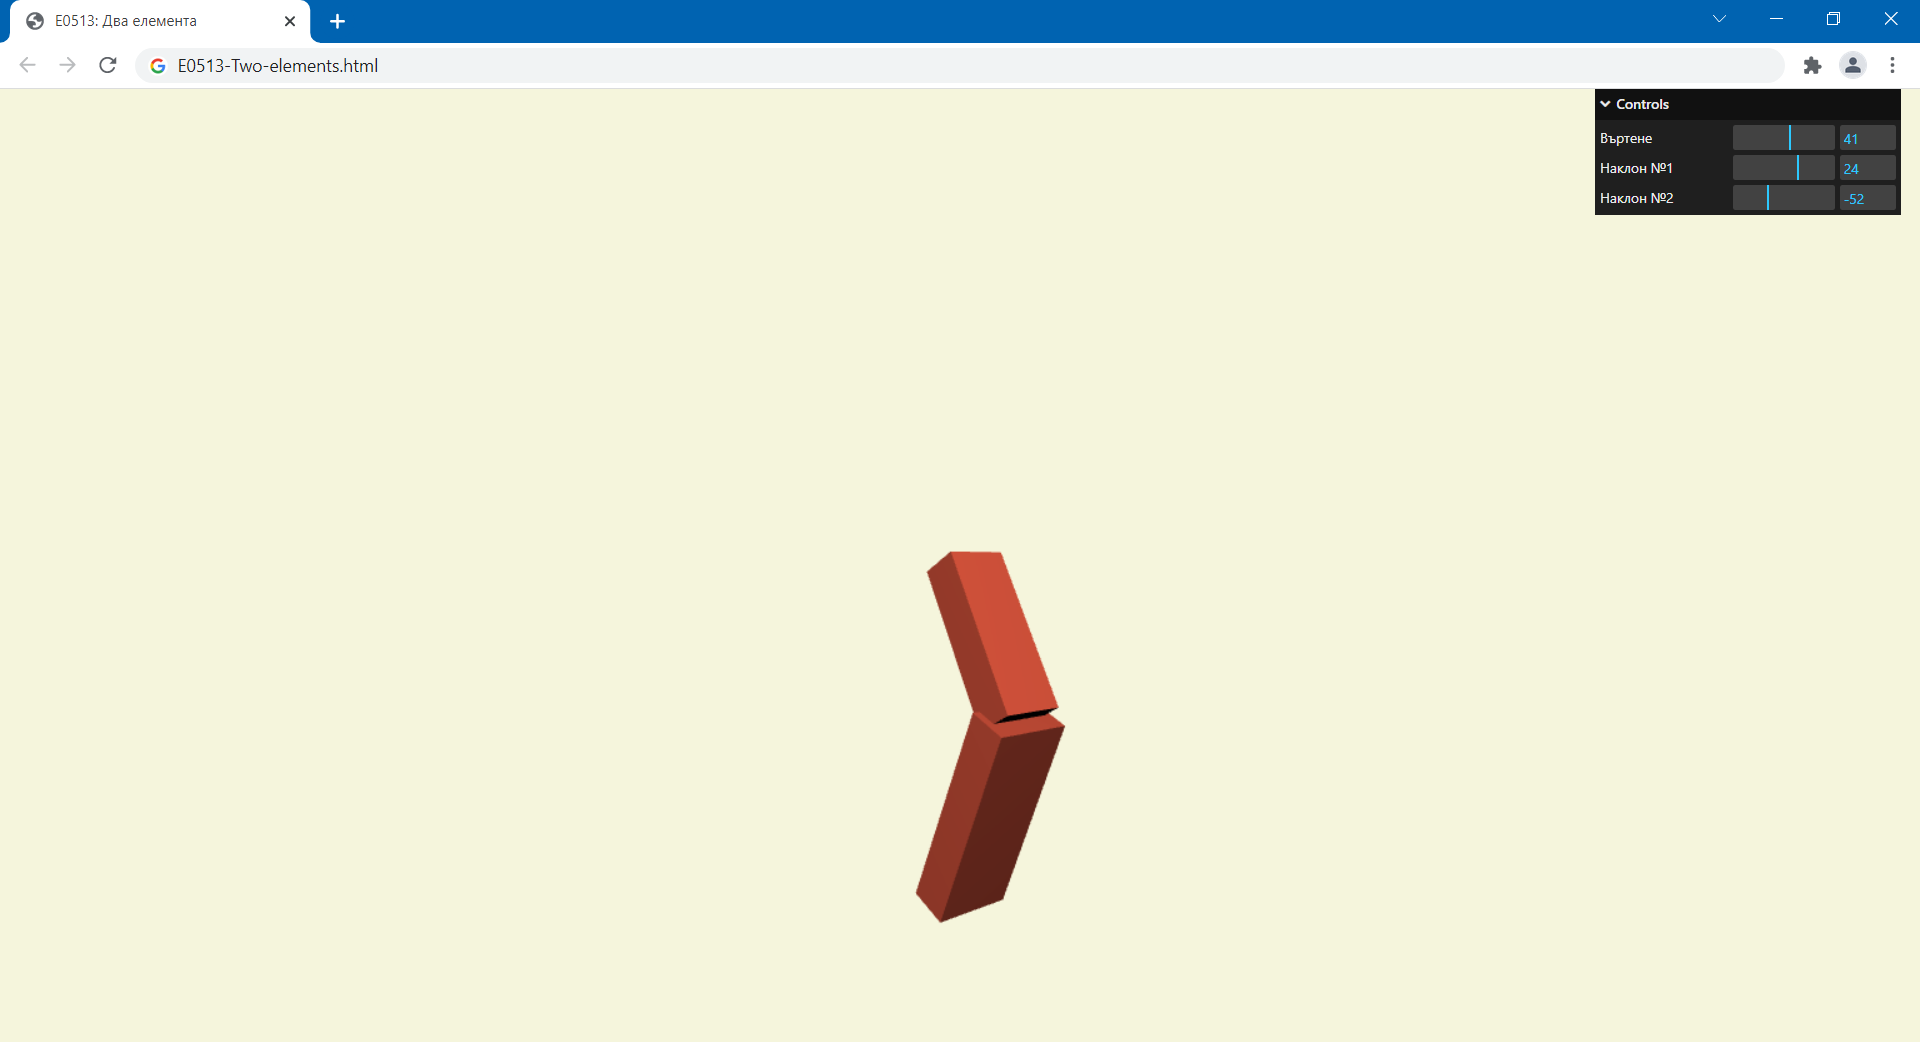 E0513: Два елемента
E0513-Two-elements.html
Controls
Въртене 41
Наклон №1 24
Наклон №2 -52